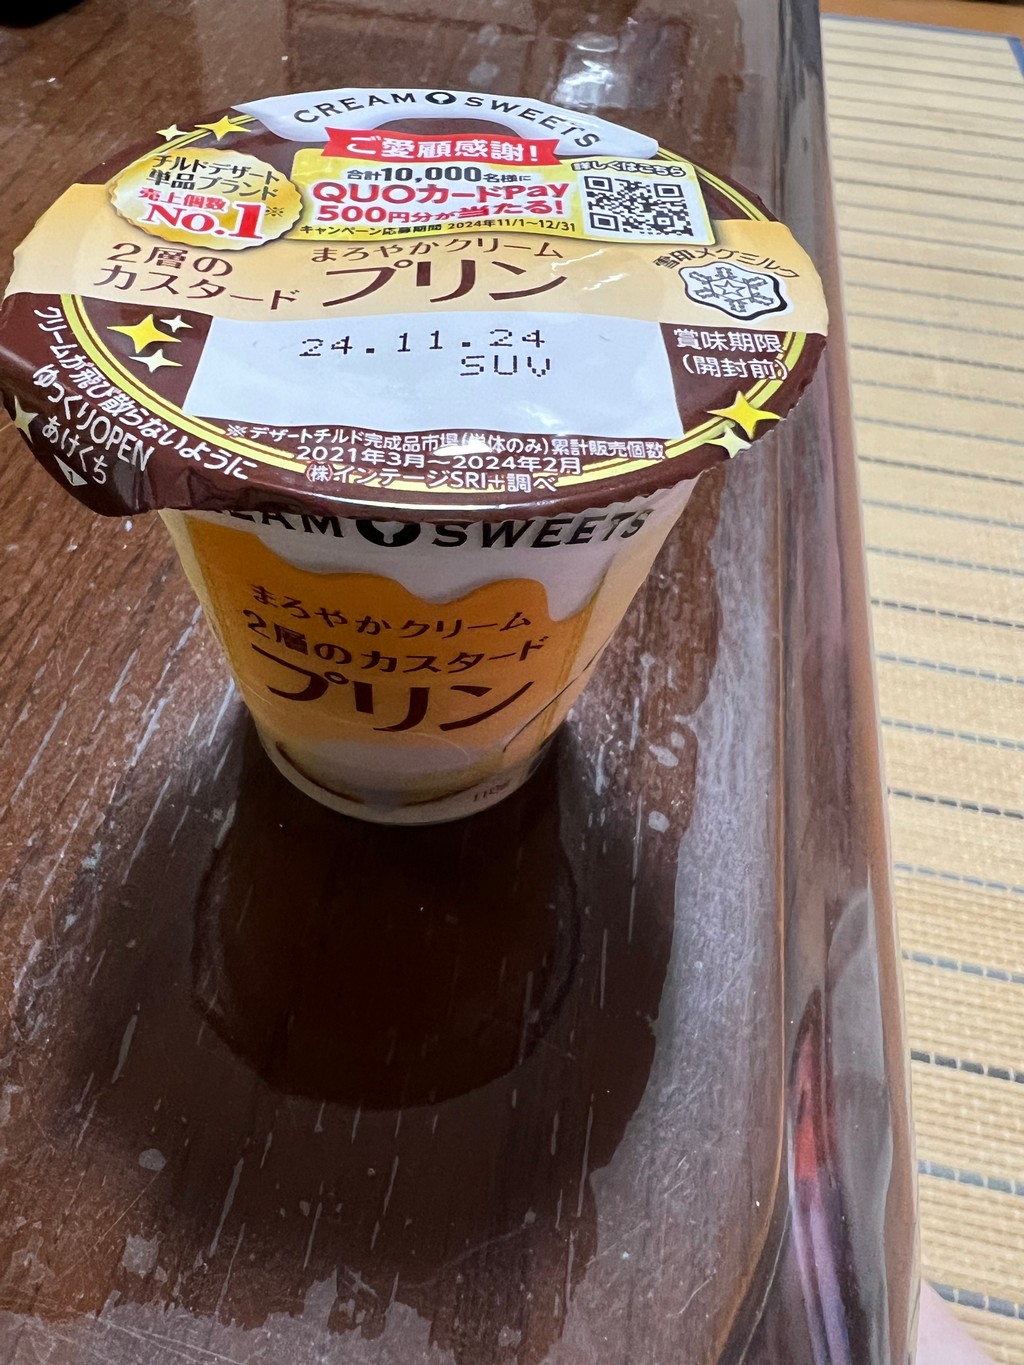 CREAM SWEETS
ご愛顧感謝!
チルドデザート
単品ブランド
売上個数
No.1※
合計10,000名様に
QUOカードPay
500円分が当たる!
キャンペーン応募期間 2024年11/1~12/31
詳しくはこちら
まろやかクリーム
2層の
カスタード
プリン
雪印メグミルク
24.11.24
SUV
賞味期限
(開封前)
クリームが飛び散らないように
ゆっくりOPEN
あけくち
※デザートチルド完成品市場(単体のみ)累計販売個数
2021年3月~2024年2月
(株)インテージSRI+調べ
CREAM SWEETS
まろやかクリーム
2層のカスタード
プリン
110g